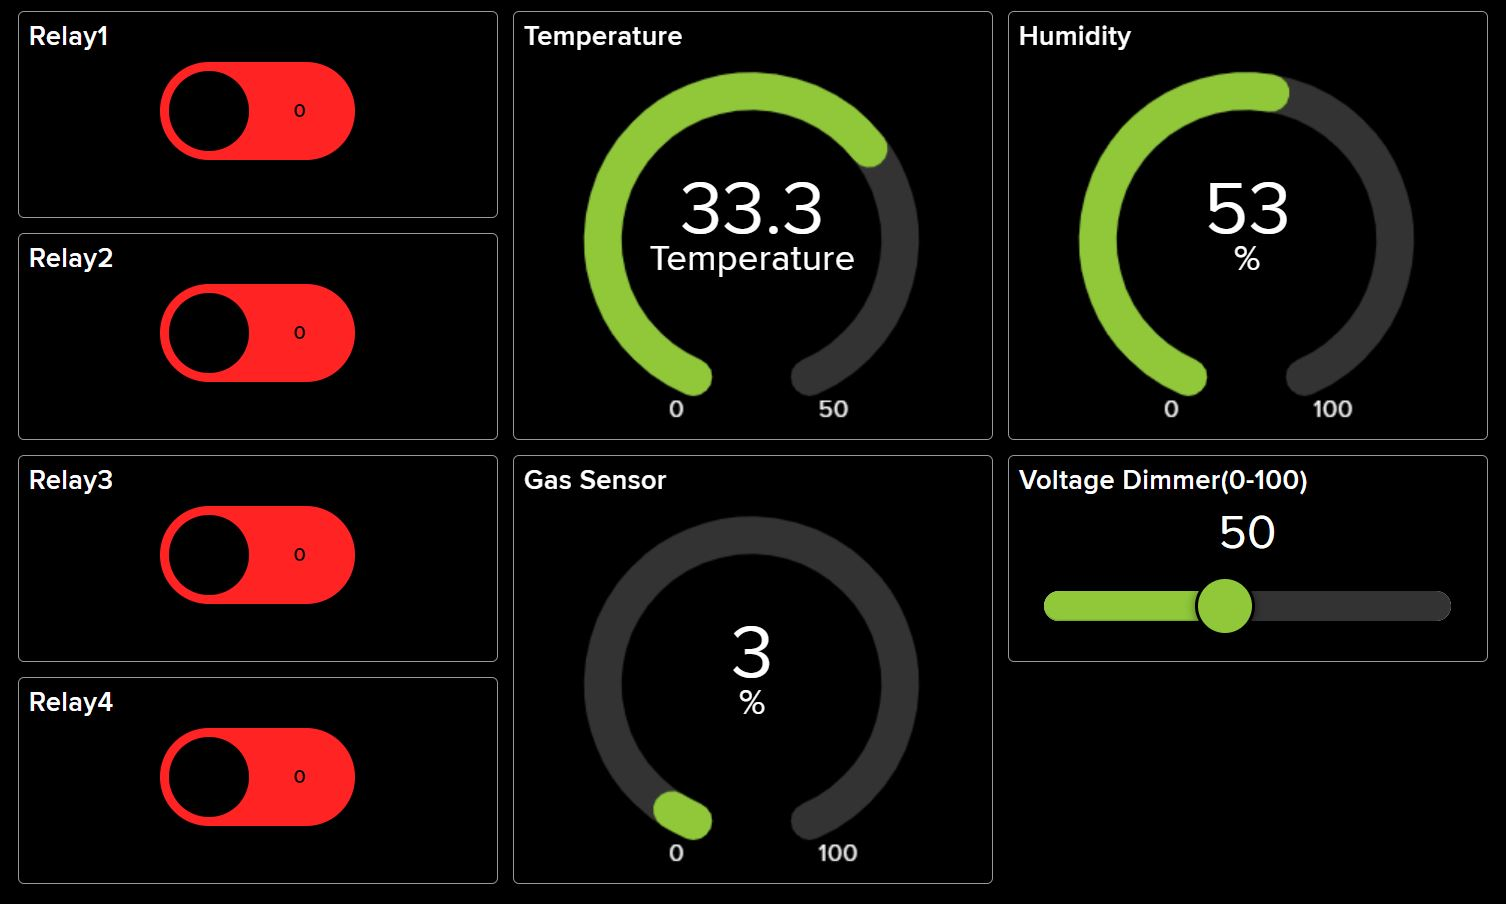 Relay1
0
Relay2
0
Relay3
0
Relay4
0
Temperature
33.3
Temperature
0 50
Humidity
53
%
0 100
Gas Sensor
3
%
0 100
Voltage Dimmer(0-100)
50